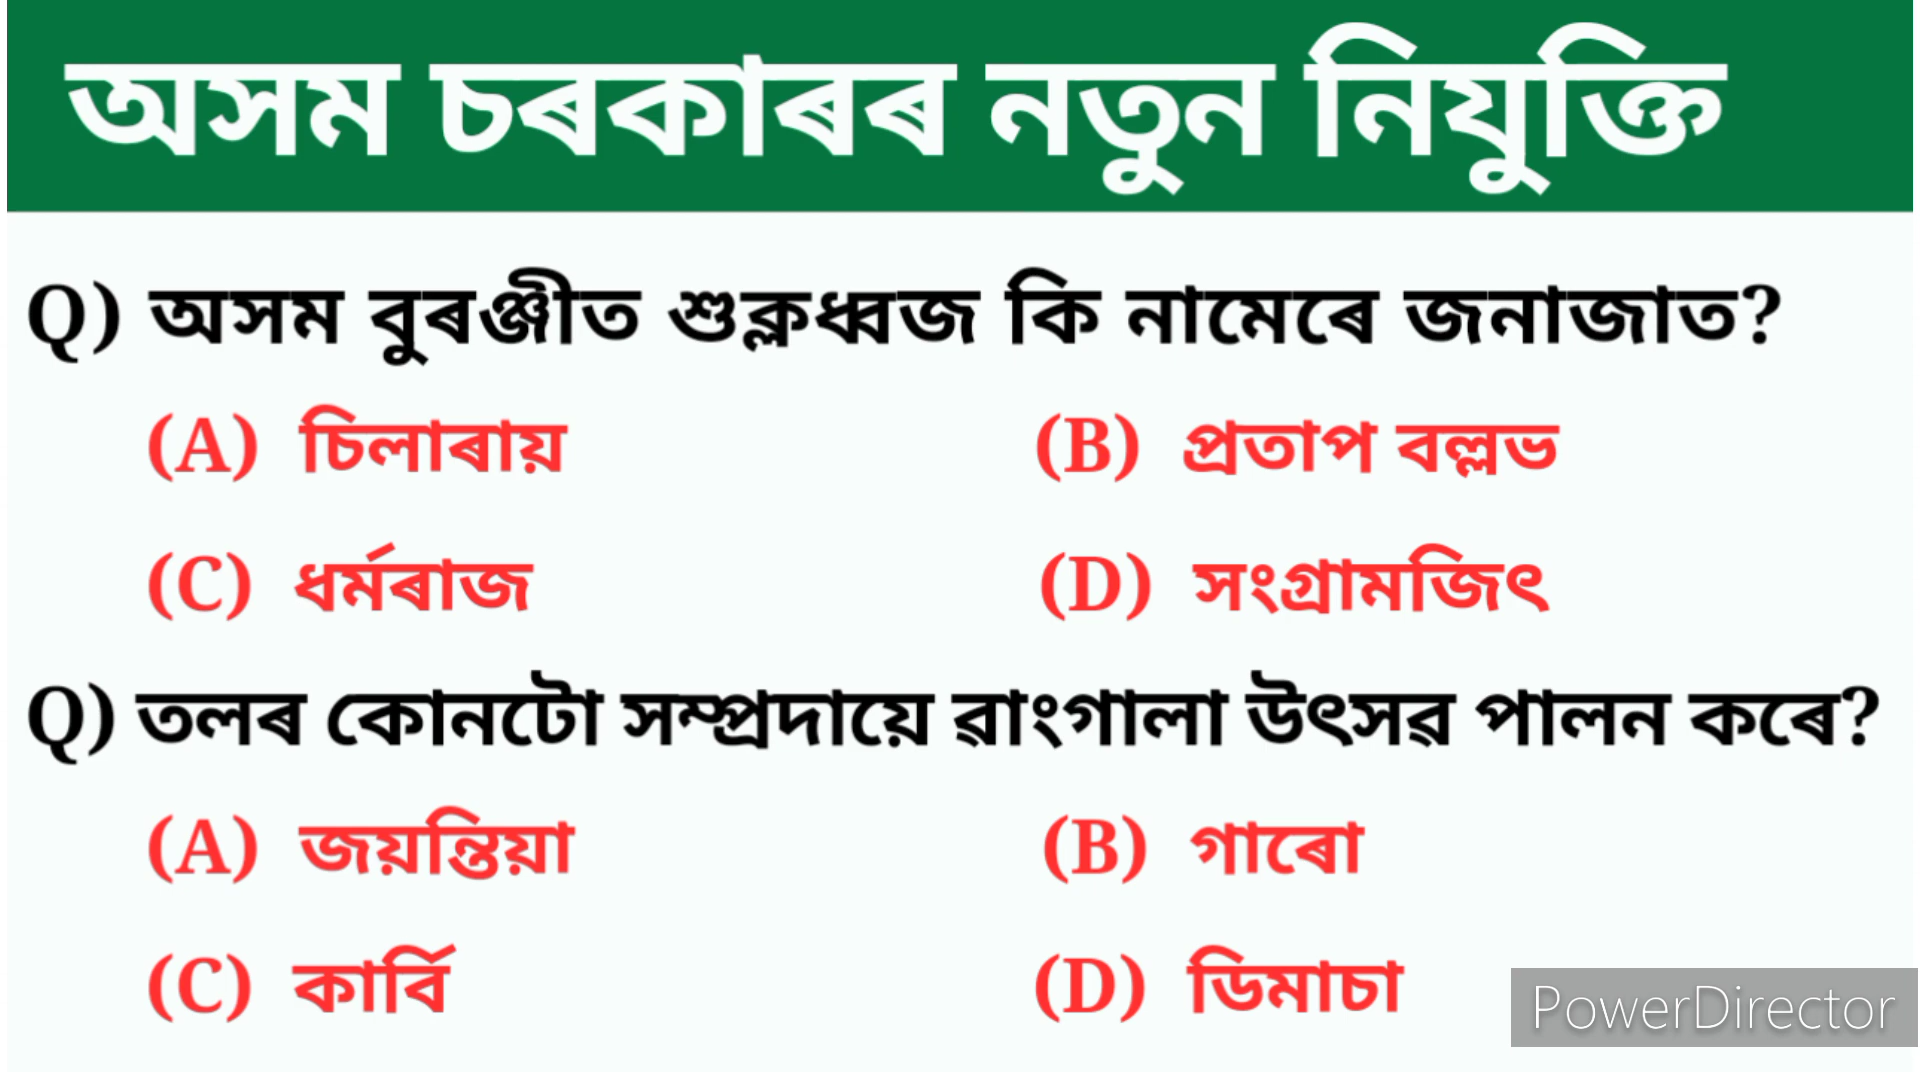 অসম চৰকাৰৰ নতুন নিযুক্তি
Q) অসম বুৰঞ্জীত শুক্লধ্বজ কি নামেৰে জনাজাত?
(A) চিলাৰায় (B) প্ৰতাপ বল্লভ
(C) ধৰ্মৰাজ (D) সংগ্ৰামজিৎ
Q) তলৰ কোনটো সম্প্ৰদায়ে ৱাংগালা উৎসৱ পালন কৰে?
(A) জয়ন্তিয়া (B) গাৰো
(C) কাৰ্বি (D) ডিমাচা
PowerDirector